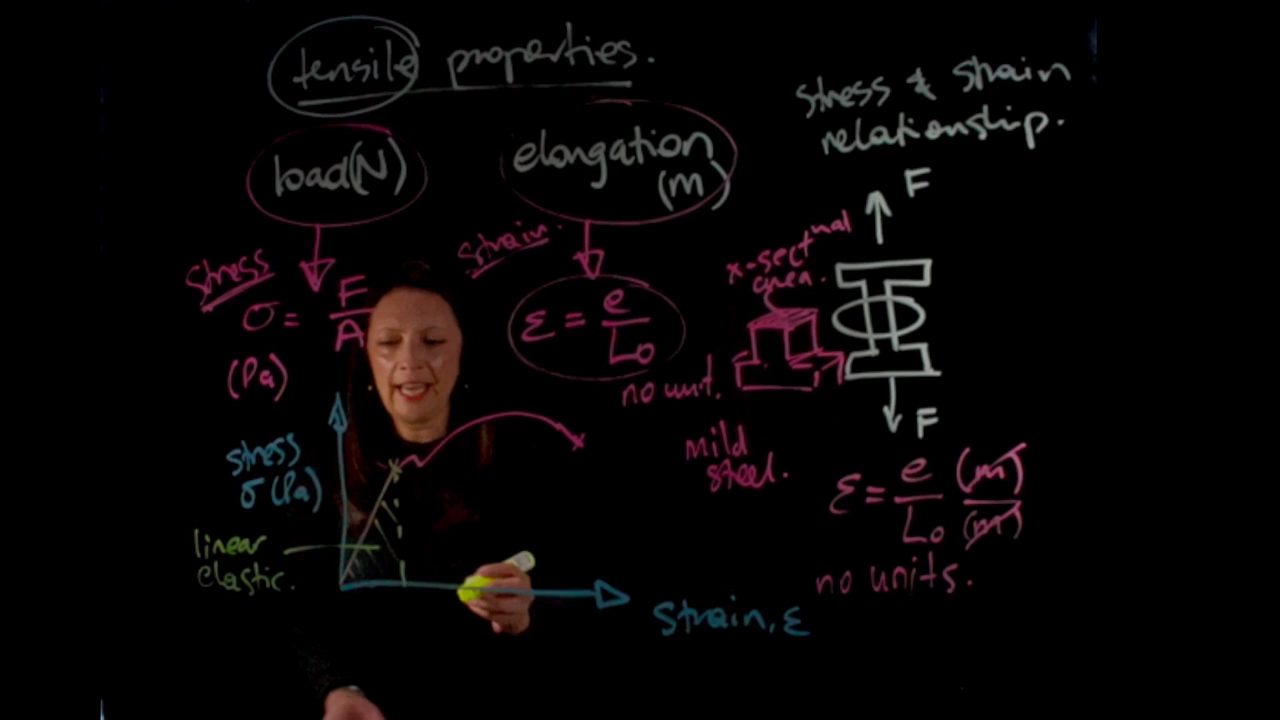 tensile properties.
stress & strain
relationship.
load(N)
elongation
(m)
F
stress
σ = F/A
(Pa)
strain.
ε = e/Lo
no unit.
x-sectnal
area.
F
mild
steel.
stress
σ (Pa)
linear
elastic.
strain, ε
ε = e/Lo (m)/(m)
no units.